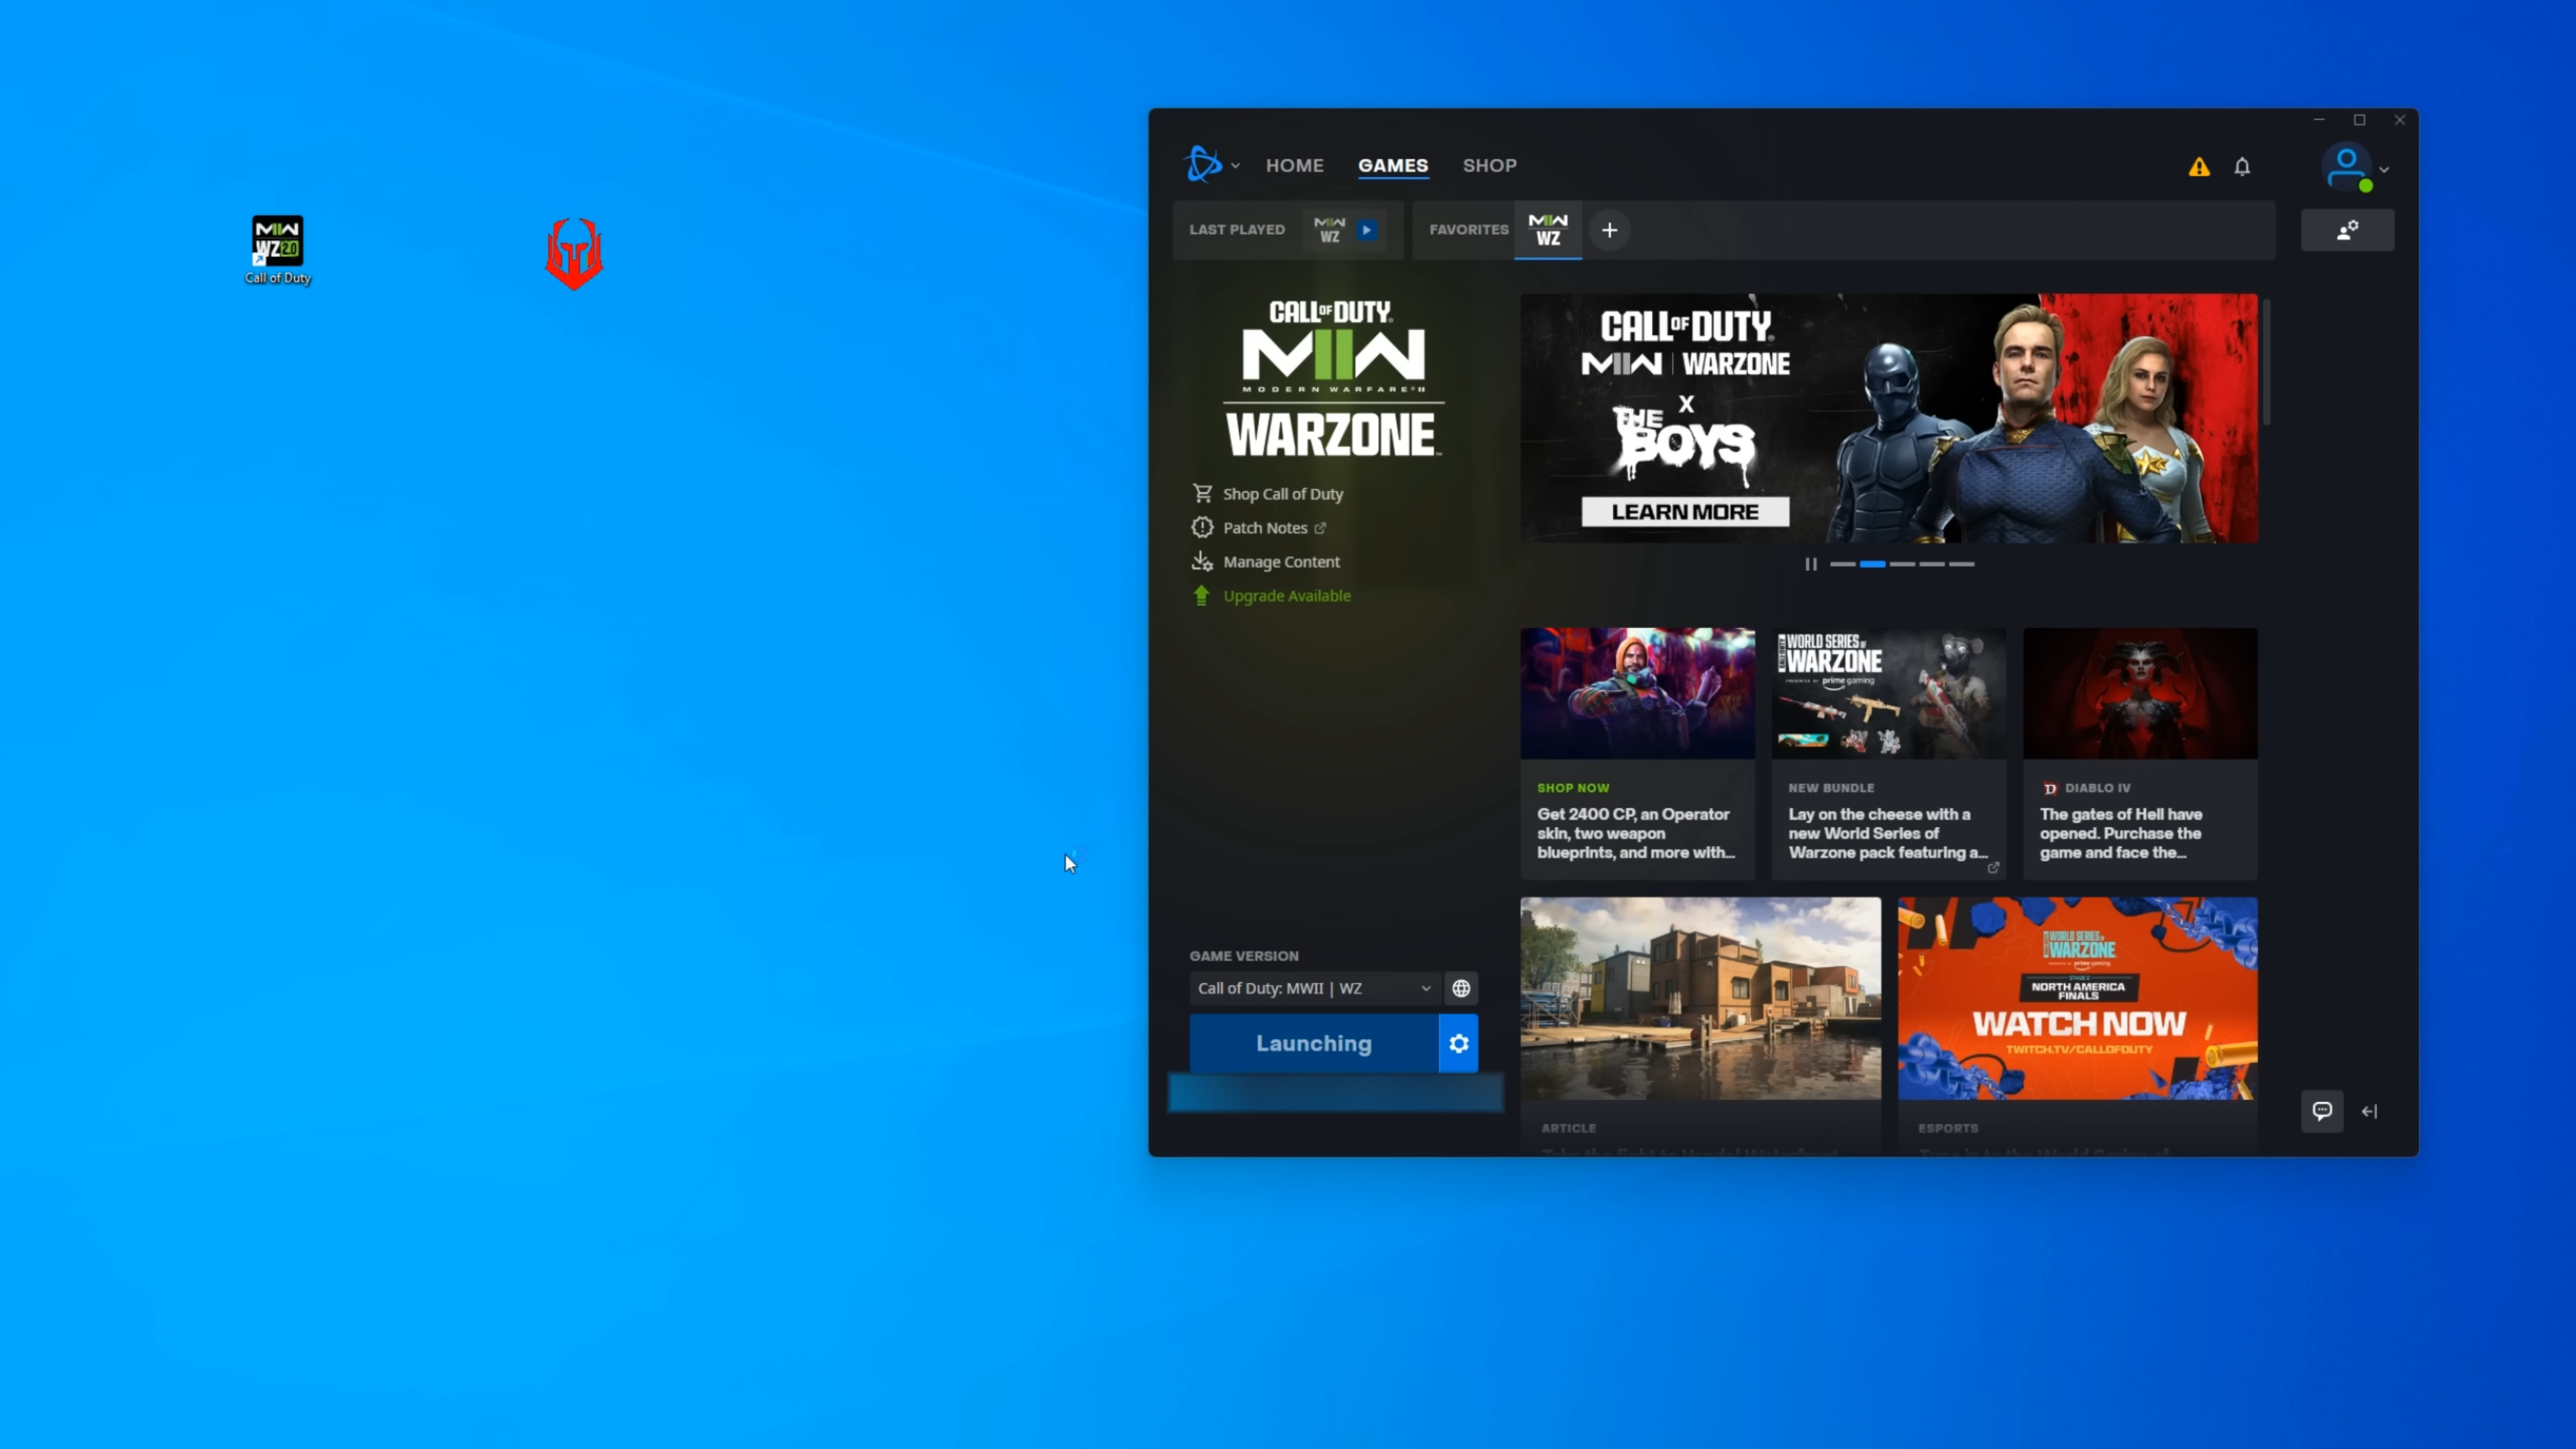 MW
WZ2.0
Call of Duty
HOME
GAMES
SHOP
LAST PLAYED
MW
WZ
FAVORITES
MW
WZ
CALL OF DUTY
MW
MODERN WARFARE II
WARZONE
Shop Call of Duty
Patch Notes
Manage Content
Upgrade Available
GAME VERSION
Call of Duty: MWII | WZ
Launching
CALL OF DUTY
MW | WARZONE
X
THE
BOYS
LEARN MORE
SHOP NOW
Get 2400 CP, an Operator
skin, two weapon
blueprints, and more with...
WORLD SERIES OF
WARZONE
PRESENTED BY prime gaming
NEW BUNDLE
Lay on the cheese with a
new World Series of
Warzone pack featuring a...
DIABLO IV
The gates of Hell have
opened. Purchase the
game and face the...
ARTICLE
WORLD SERIES OF
WARZONE
STAGE 2
NORTH AMERICA
FINALS
WATCH NOW
TWITCH.TV/CALLOFDUTY
ESPORTS